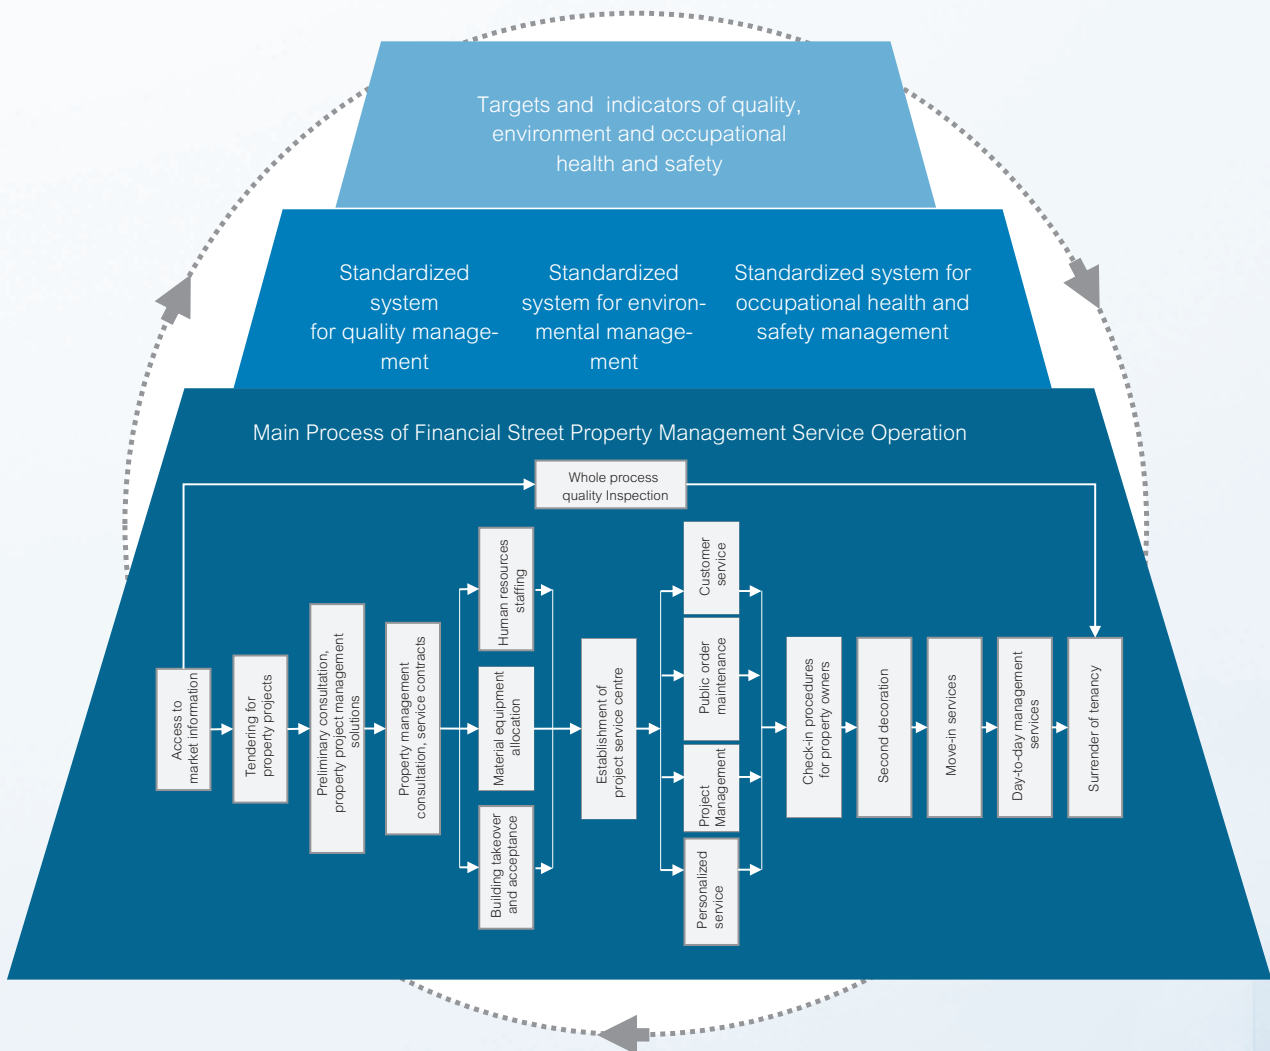 Targets and indicators of quality,
environment and occupational
health and safety
Standardized
system
for quality manage-
ment
Standardized
system for environ-
mental manage-
ment
Standardized system for
occupational health and
safety management
Main Process of Financial Street Property Management Service Operation
Whole process
quality Inspection
Access to
market information
Tendering for
property projects
Preliminary consultation,
property project management
solutions
Property management
consultation, service contracts
Human resources
staffing
Material equipment
allocation
Building takeover
and acceptance
Establishment of
project service centre
Customer
service
Public order
maintenance
Project
Management
Personalized
service
Check-in procedures
for property owners
Second decoration
Move-in services
Day-to-day management
services
Surrender of tenancy